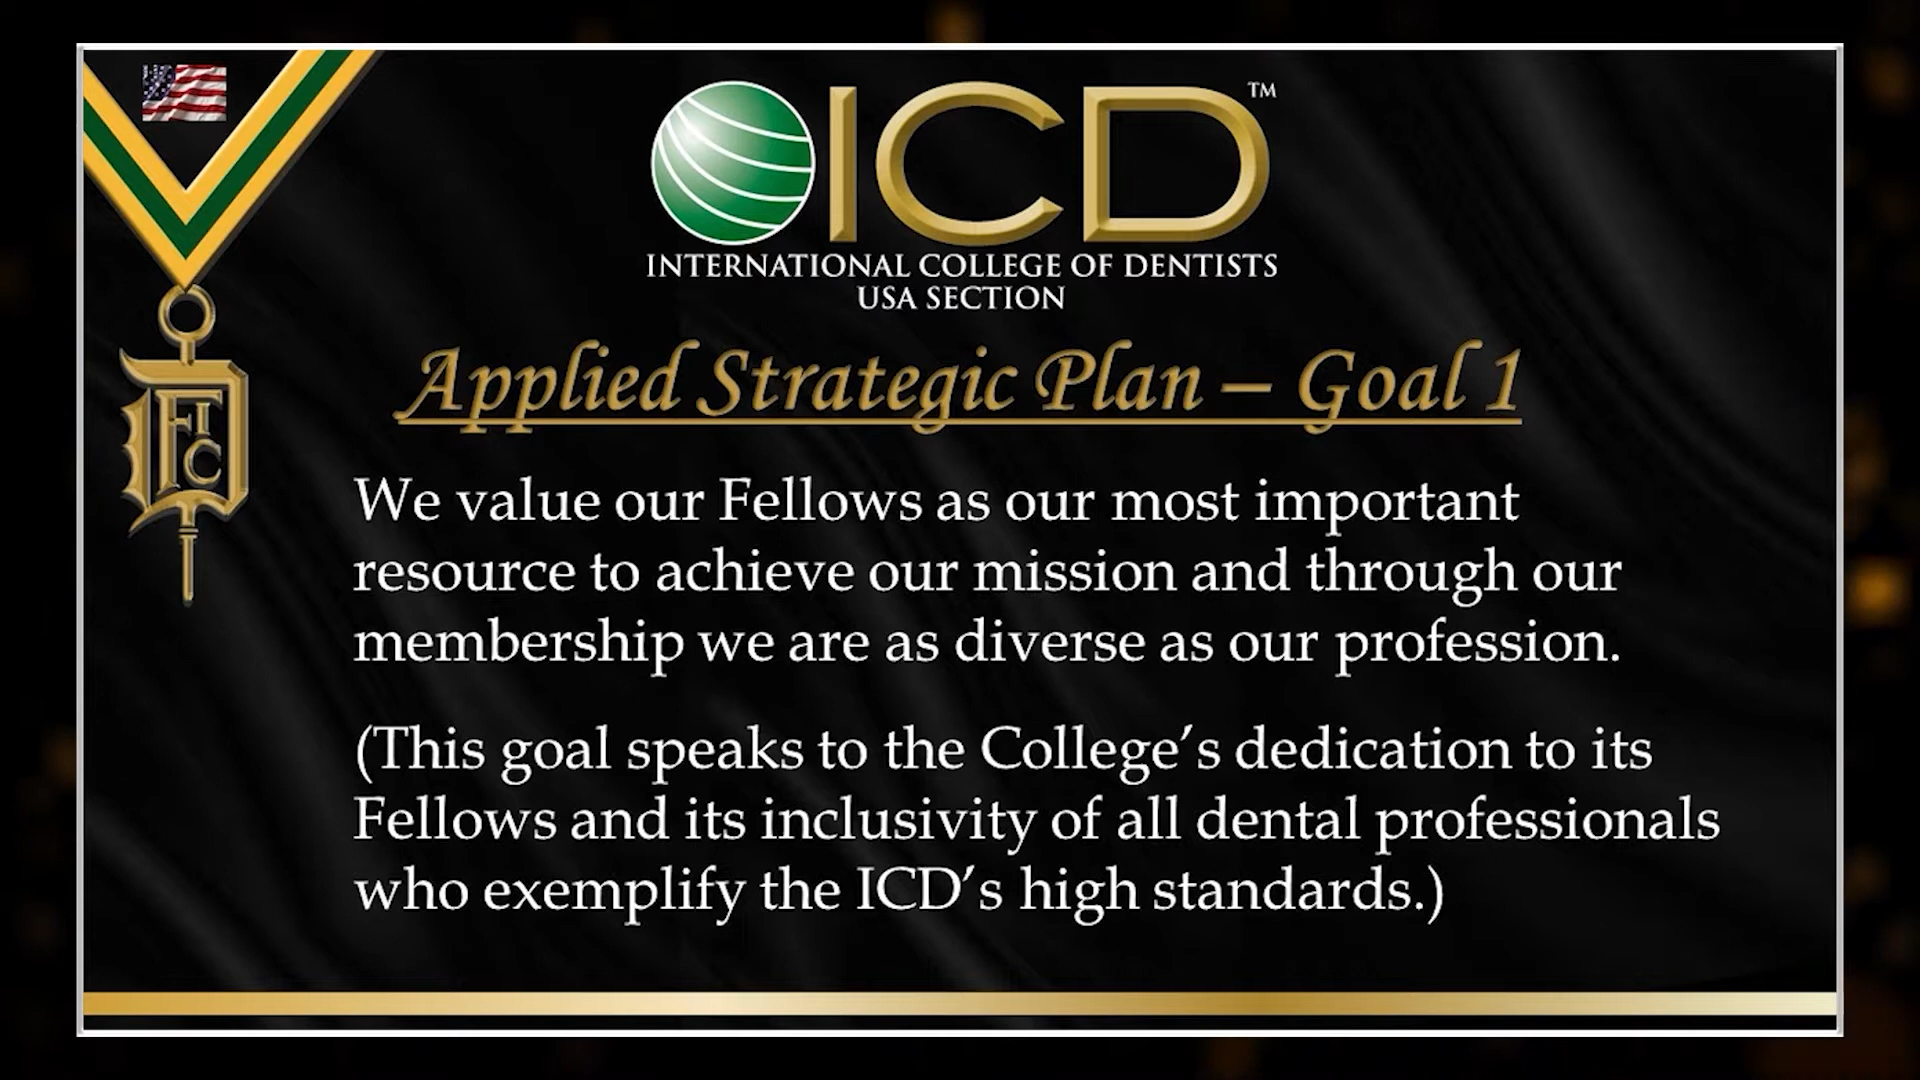 ICD™
INTERNATIONAL COLLEGE OF DENTISTS
USA SECTION
FICD
Applied Strategic Plan – Goal 1
We value our Fellows as our most important
resource to achieve our mission and through our
membership we are as diverse as our profession.
(This goal speaks to the College’s dedication to its
Fellows and its inclusivity of all dental professionals
who exemplify the ICD’s high standards.)